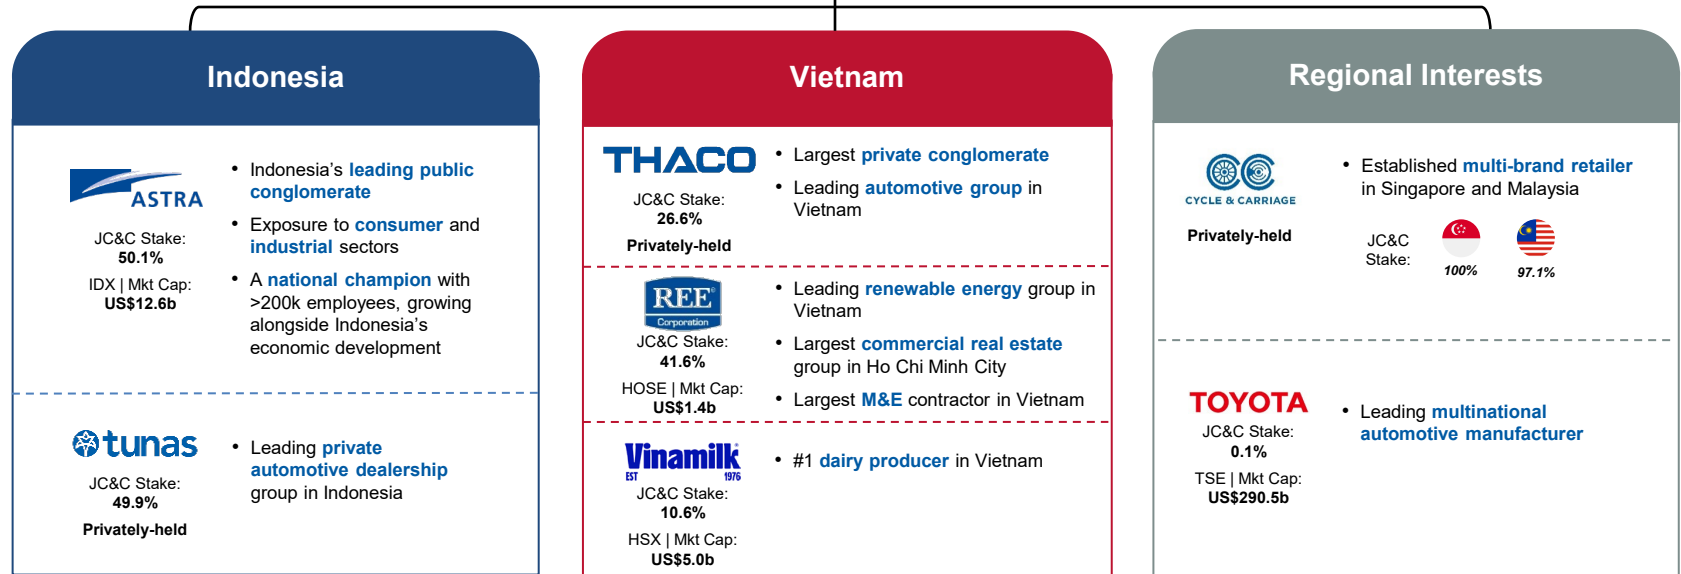 Indonesia
ASTRA
JC&C Stake:
50.1%
IDX | Mkt Cap:
US$12.6b
• Indonesia's leading public
conglomerate
• Exposure to consumer and
industrial sectors
• A national champion with
>200k employees, growing
alongside Indonesia's
economic development
tunas
JC&C Stake:
49.9%
Privately-held
• Leading private
automotive dealership
group in Indonesia
Vietnam
THACO
JC&C Stake:
26.6%
Privately-held
• Largest private conglomerate
• Leading automotive group in
Vietnam
REE
Corporation
JC&C Stake:
41.6%
HOSE | Mkt Cap:
US$1.4b
• Leading renewable energy group in
Vietnam
• Largest commercial real estate
group in Ho Chi Minh City
• Largest M&E contractor in Vietnam
Vinamilk
EST 1976
JC&C Stake:
10.6%
HSX | Mkt Cap:
US$5.0b
• #1 dairy producer in Vietnam
Regional Interests
CYCLE & CARRIAGE
Privately-held
• Established multi-brand retailer
in Singapore and Malaysia
JC&C
Stake:
100%
97.1%
TOYOTA
JC&C Stake:
0.1%
TSE | Mkt Cap:
US$290.5b
• Leading multinational
automotive manufacturer